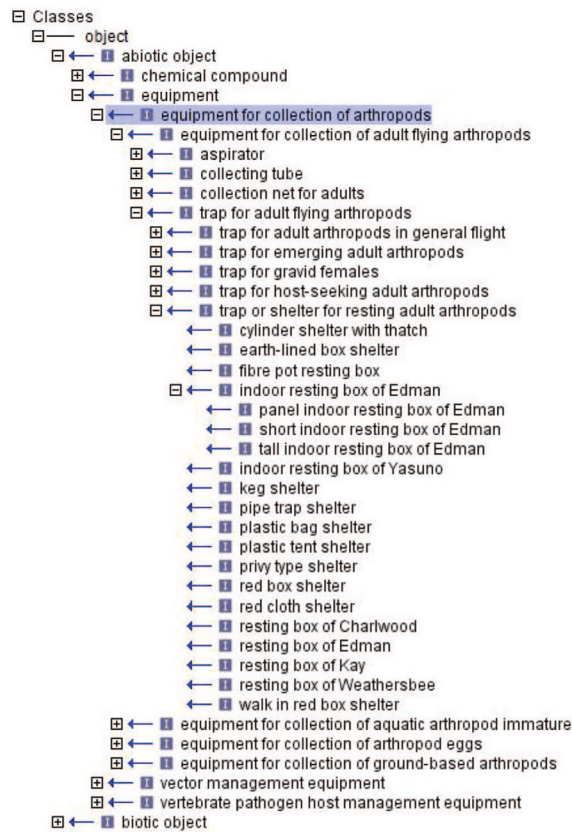 Classes
object
abiotic object
chemical compound
equipment
equipment for collection of arthropods
equipment for collection of adult flying arthropods
aspirator
collecting tube
collection net for adults
trap for adult flying arthropods
trap for adult arthropods in general flight
trap for emerging adult arthropods
trap for gravid females
trap for host-seeking adult arthropods
trap or shelter for resting adult arthropods
cylinder shelter with thatch
earth-lined box shelter
fibre pot resting box
indoor resting box of Edman
panel indoor resting box of Edman
short indoor resting box of Edman
tall indoor resting box of Edman
indoor resting box of Yasuno
keg shelter
pipe trap shelter
plastic bag shelter
plastic tent shelter
privy type shelter
red box shelter
red cloth shelter
resting box of Charlwood
resting box of Edman
resting box of Kay
resting box of Weathersbee
walk in red box shelter
equipment for collection of aquatic arthropod immature
equipment for collection of arthropod eggs
equipment for collection of ground-based arthropods
vector management equipment
vertebrate pathogen host management equipment
biotic object